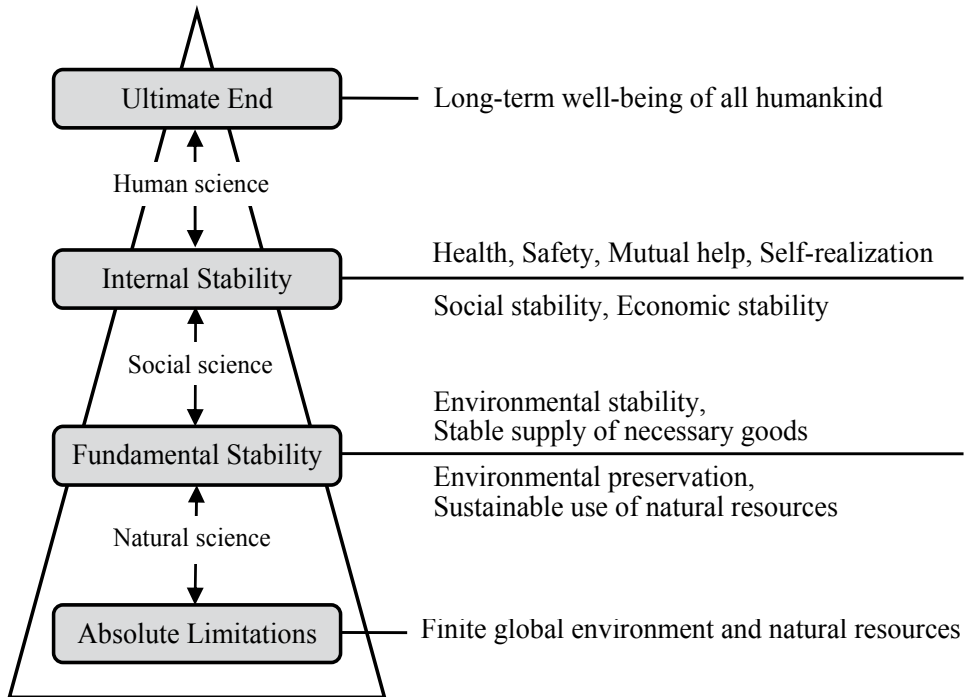 Ultimate End
Long-term well-being of all humankind
Human science
Health, Safety, Mutual help, Self-realization
Internal Stability
Social stability, Economic stability
Social science
Environmental stability,
Stable supply of necessary goods
Fundamental Stability
Environmental preservation,
Sustainable use of natural resources
Natural science
Absolute Limitations
Finite global environment and natural resources